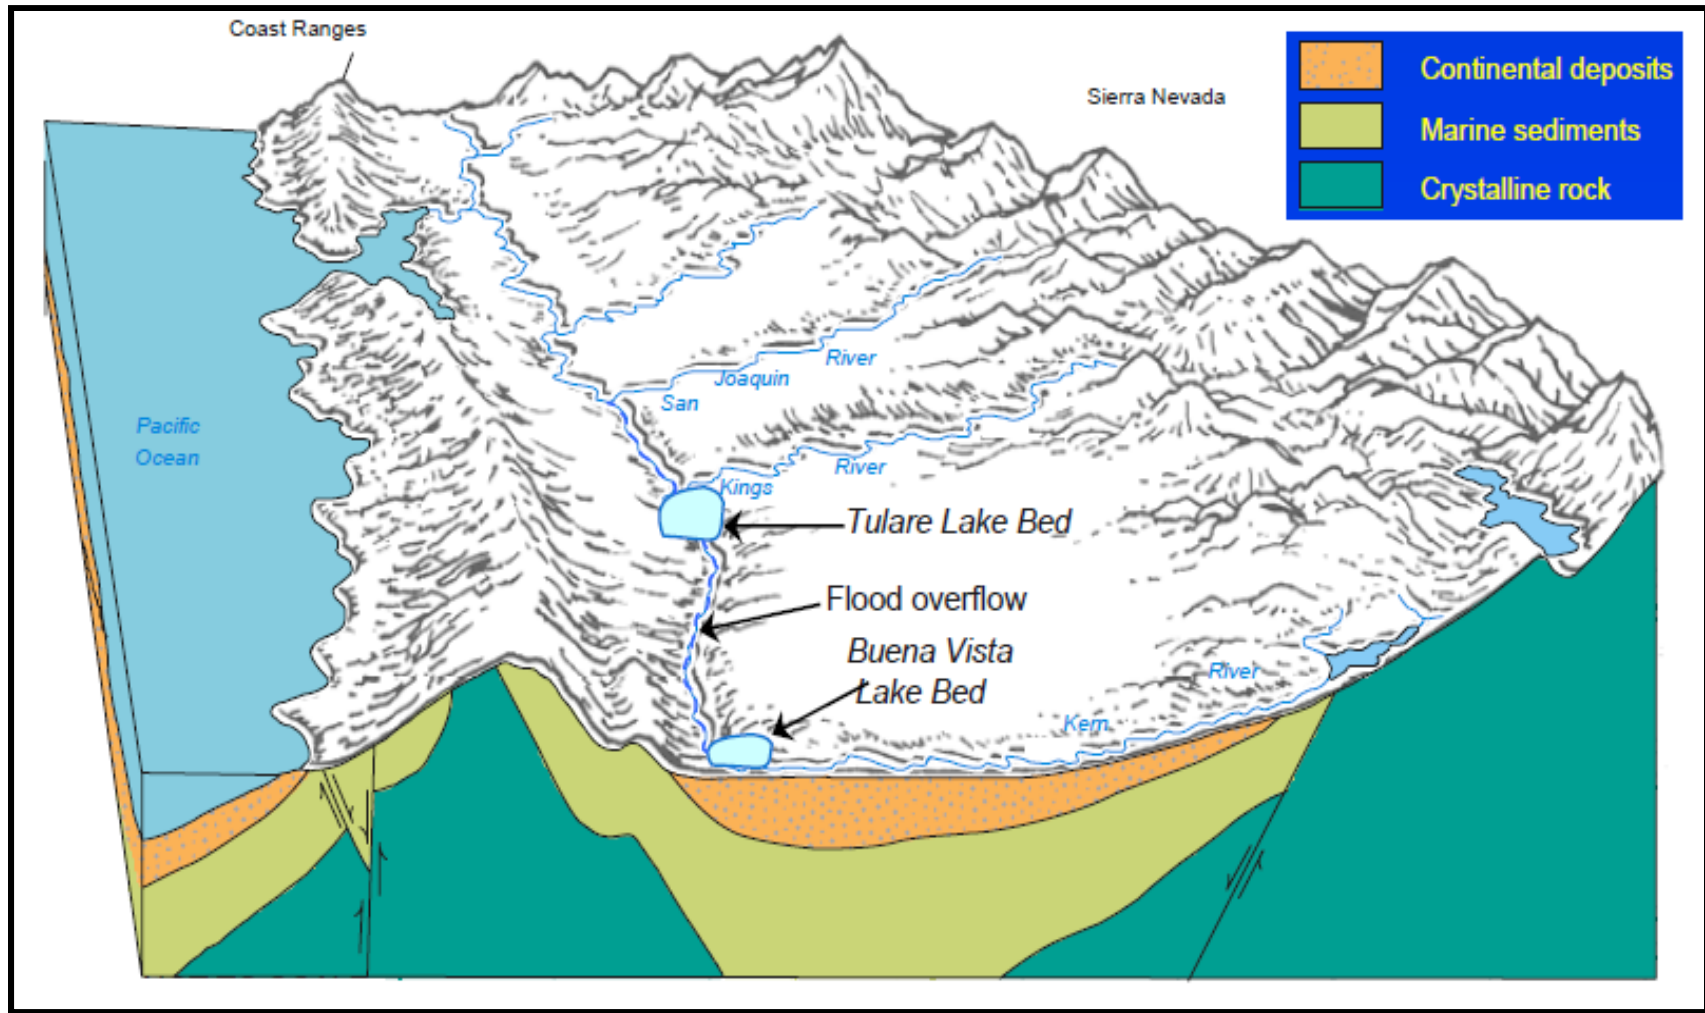 Coast Ranges
Sierra Nevada
Continental deposits
Marine sediments
Crystalline rock
Pacific
Ocean
San
Joaquin
River
Kings
River
Tulare Lake Bed
Flood overflow
Buena Vista
Lake Bed
Kern
River